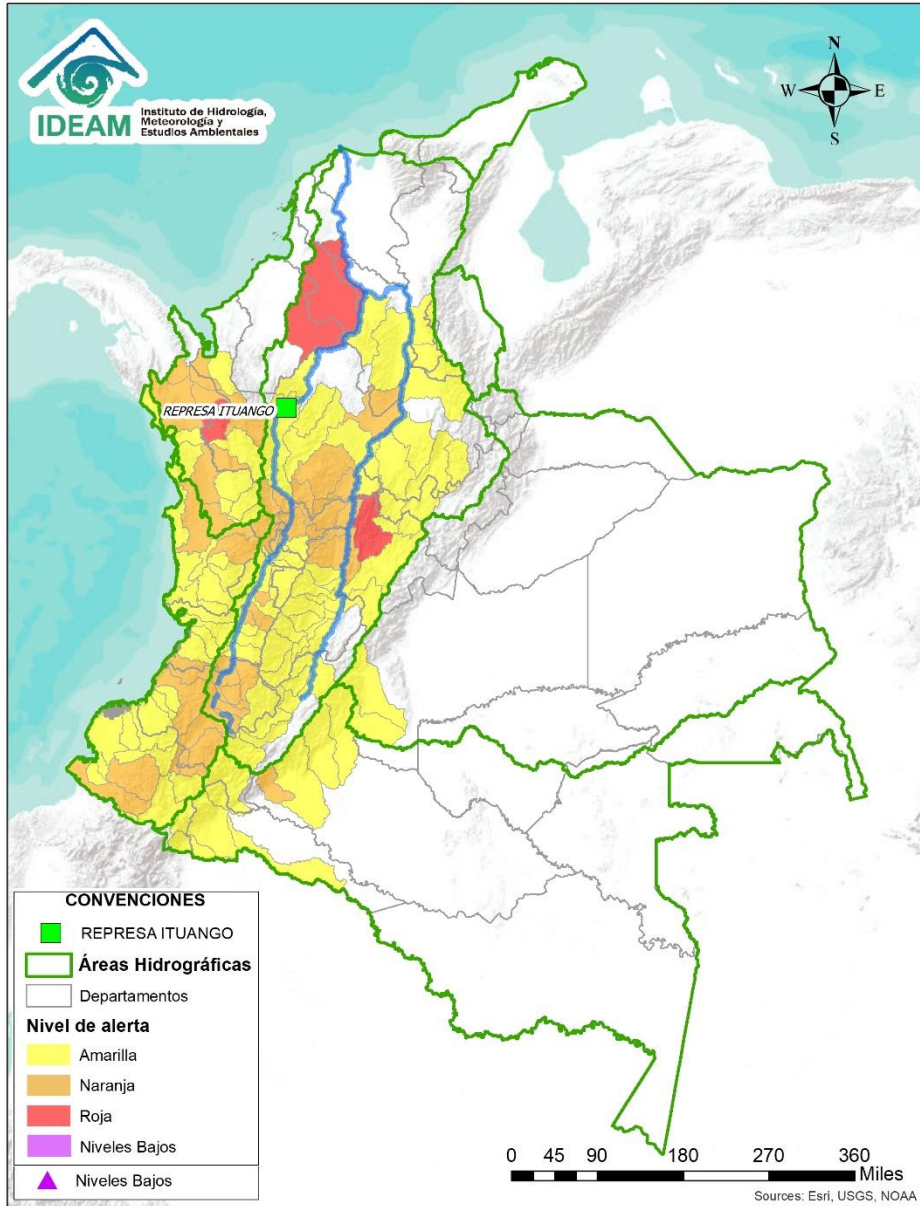 IDEAM
Instituto de Hidrología,
Meteorología y
Estudios Ambientales
N
W E
S
REPRESA ITUANGO
CONVENCIONES
REPRESA ITUANGO
Áreas Hidrográficas
Departamentos
Nivel de alerta
Amarilla
Naranja
Roja
Niveles Bajos
Niveles Bajos
0 45 90 180 270 360
Miles
Sources: Esri, USGS, NOAA